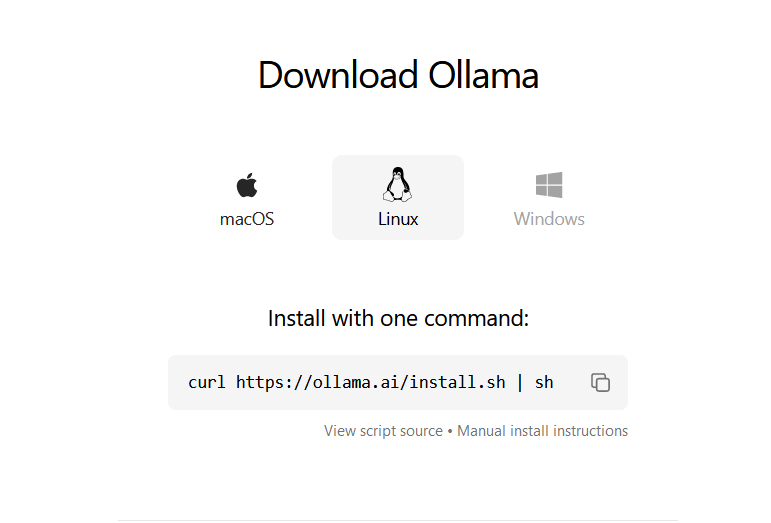 Download Ollama
macOS
Linux
Windows
Install with one command:
curl https://ollama.ai/install.sh | sh
View script source • Manual install instructions